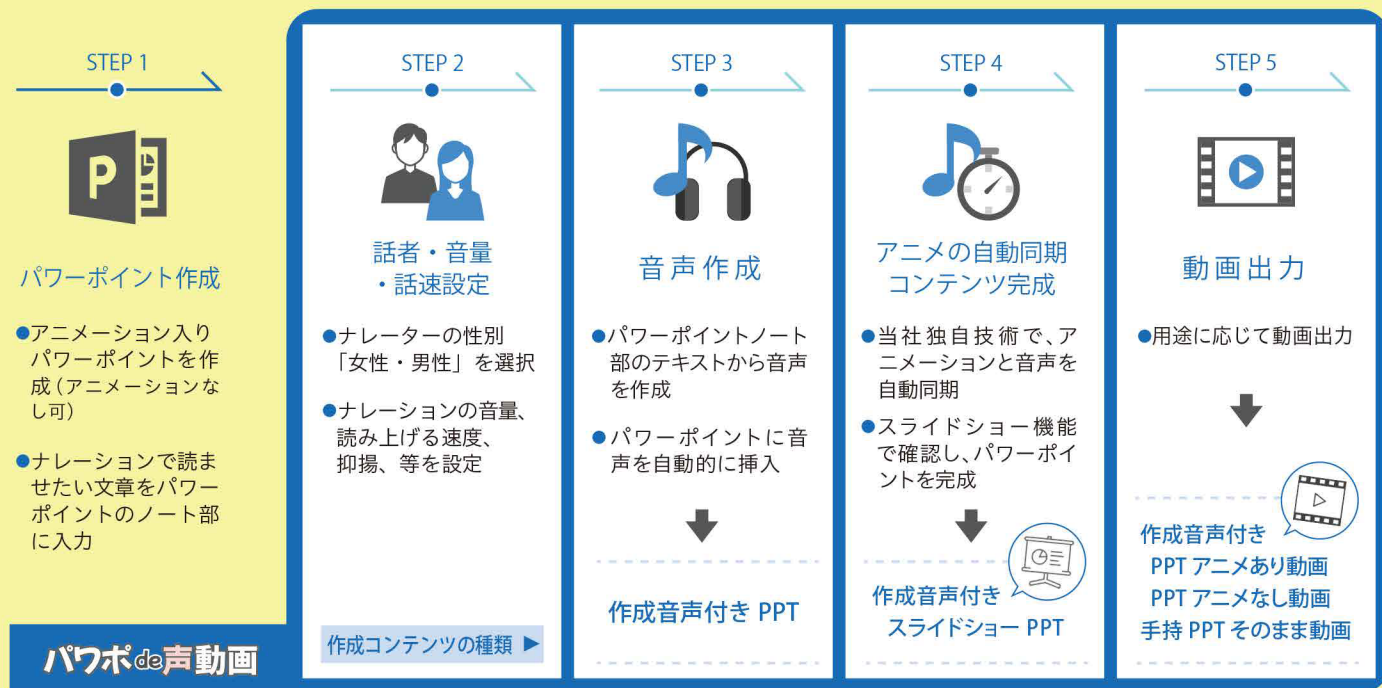 STEP 1
パワーポイント作成
●アニメーション入り
パワーポイントを作
成(アニメーションな
し可)
●ナレーションで読ま
せたい文章をパワー
ポイントのノート部
に入力
パワポde声動画
STEP 2
話者・音量
・話速設定
●ナレーターの性別
「女性・男性」を選択
●ナレーションの音量、
読み上げる速度、
抑揚、等を設定
作成コンテンツの種類 ▶
STEP 3
音声作成
●パワーポイントノート
部のテキストから音声
を作成
●パワーポイントに音
声を自動的に挿入
作成音声付き PPT
STEP 4
アニメの自動同期
コンテンツ完成
●当社独自技術で、ア
ニメーションと音声を
自動同期
●スライドショー機能
で確認し、パワーポイ
ントを完成
作成音声付き
スライドショー PPT
STEP 5
動画出力
●用途に応じて動画出力
作成音声付き
PPT アニメあり動画
PPT アニメなし動画
手持 PPT そのまま動画
P